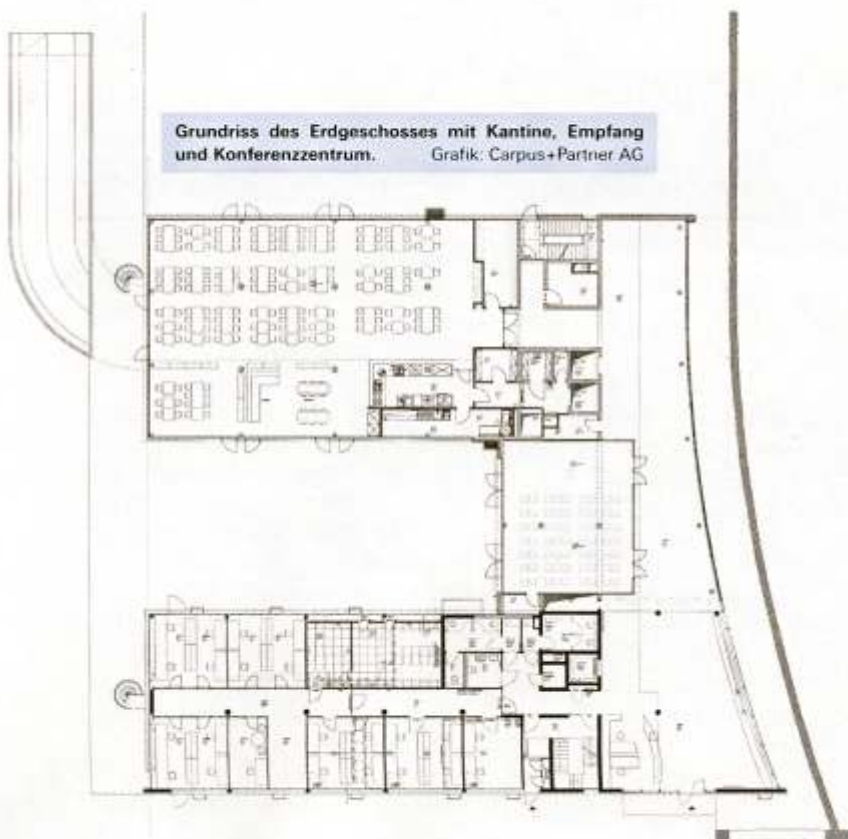 Grundriss des Erdgeschosses mit Kantine, Empfang
und Konferenzzentrum. Grafik: Carpus+Partner AG